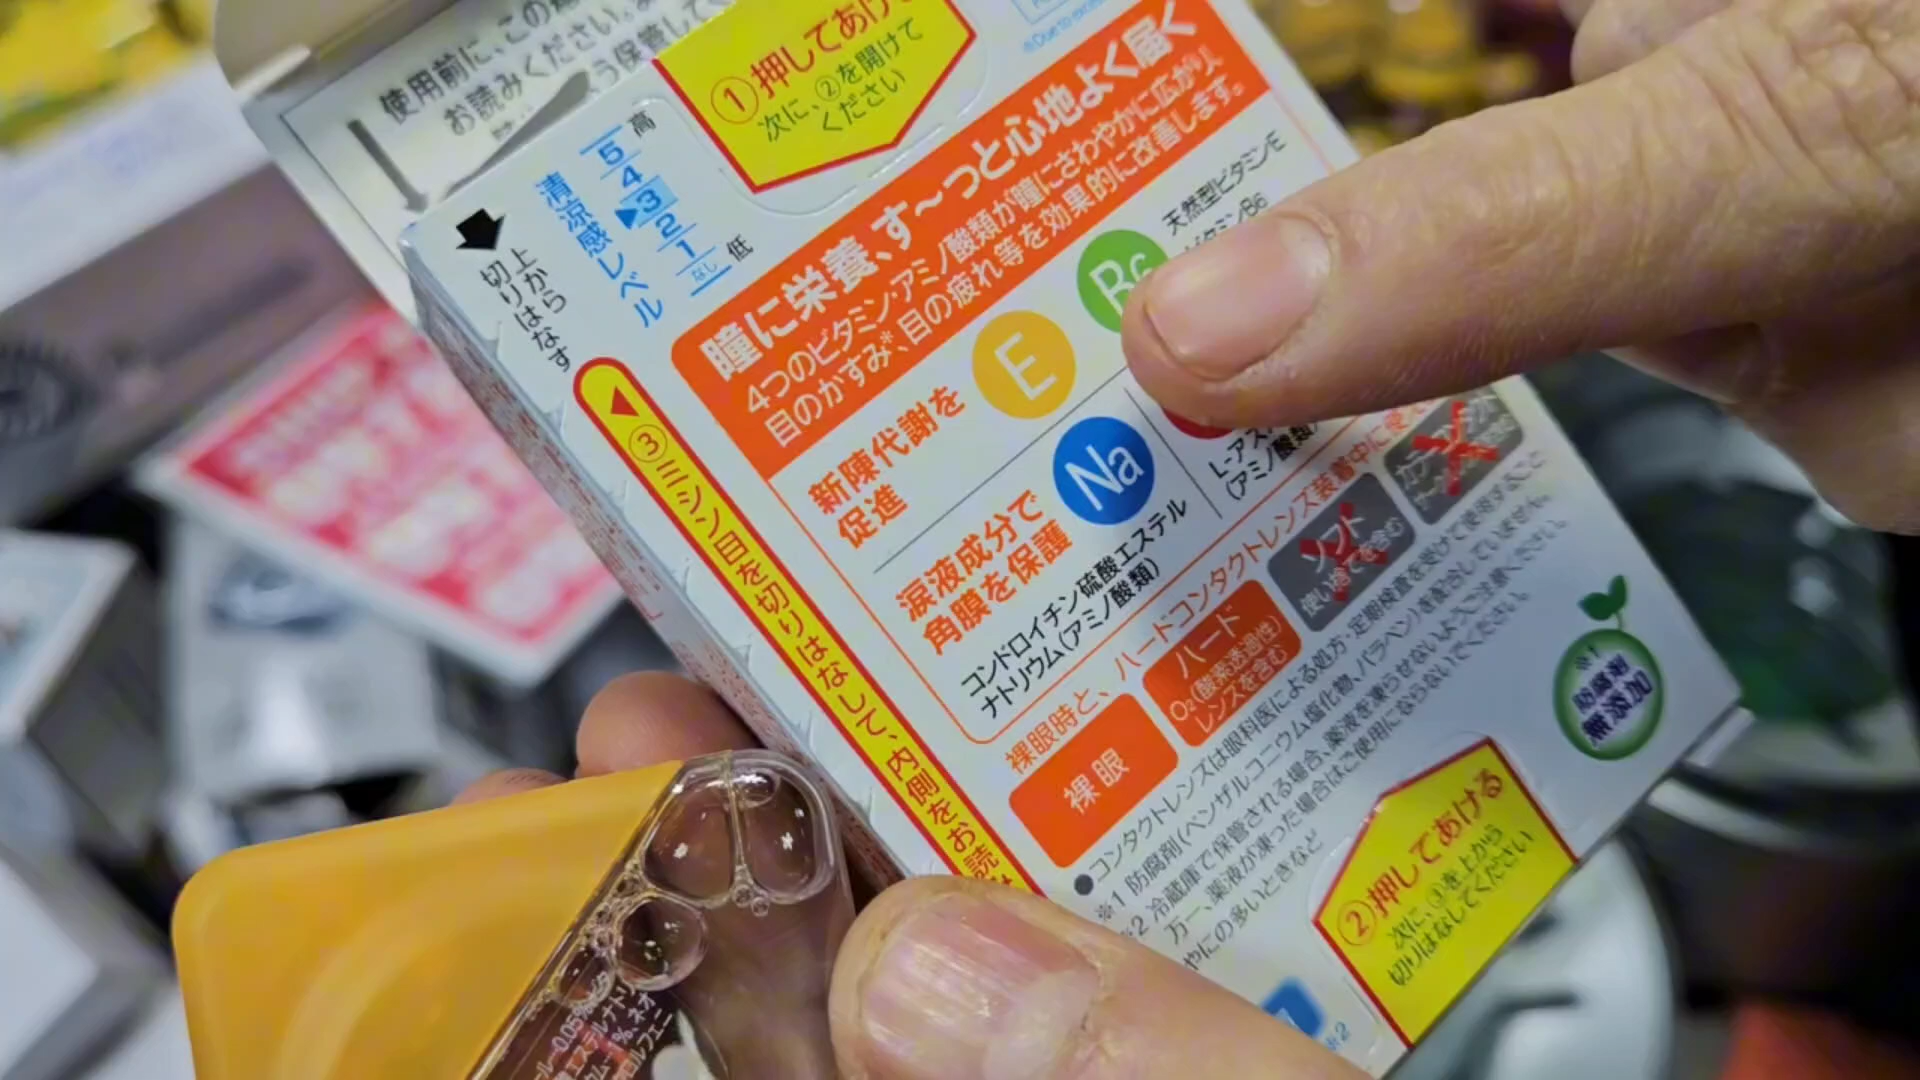 使用前に、この
お読みください。
う保管して
①押してあけ
次に、②を開けて
ください
※Due to
清涼感レベル
高
5
4
▶3
2
1
なし
低
上から
切りはなす
瞳に栄養、す～っと心地よく届く
4つのビタミン・アミノ酸類が瞳にさわやかに広がり、
目のかすみ※、目の疲れ等を効果的に改善します。
新陳代謝を
促進
E
B6
天然型ビタミンE
ビタミンB6
涙液成分で
角膜を保護
Na
コンドロイチン硫酸エステル
ナトリウム(アミノ酸類)
L-アス
(アミノ酸類)
裸眼時と、ハードコンタクトレンズ装着中に使
裸眼
ハード
O₂(酸素透過性)
レンズを含む
ソフト
使い捨てを含む
カラー
●コンタクトレンズは眼科医による処方・定期検査を受けて使用すること
※1 防腐剤(ベンザルコニウム塩化物、パラベン)を配合していません。
※2 冷蔵庫で保管される場合、薬液を凍らせないようご注意ください。
万一、薬液が凍った場合はご使用にならないでください。
やにの多いときなど
※1
防腐剤
無添加
②押してあける
次に、③を上から
切りはなしてください
③ミシン目を切りはなして、内側をお読み
※2